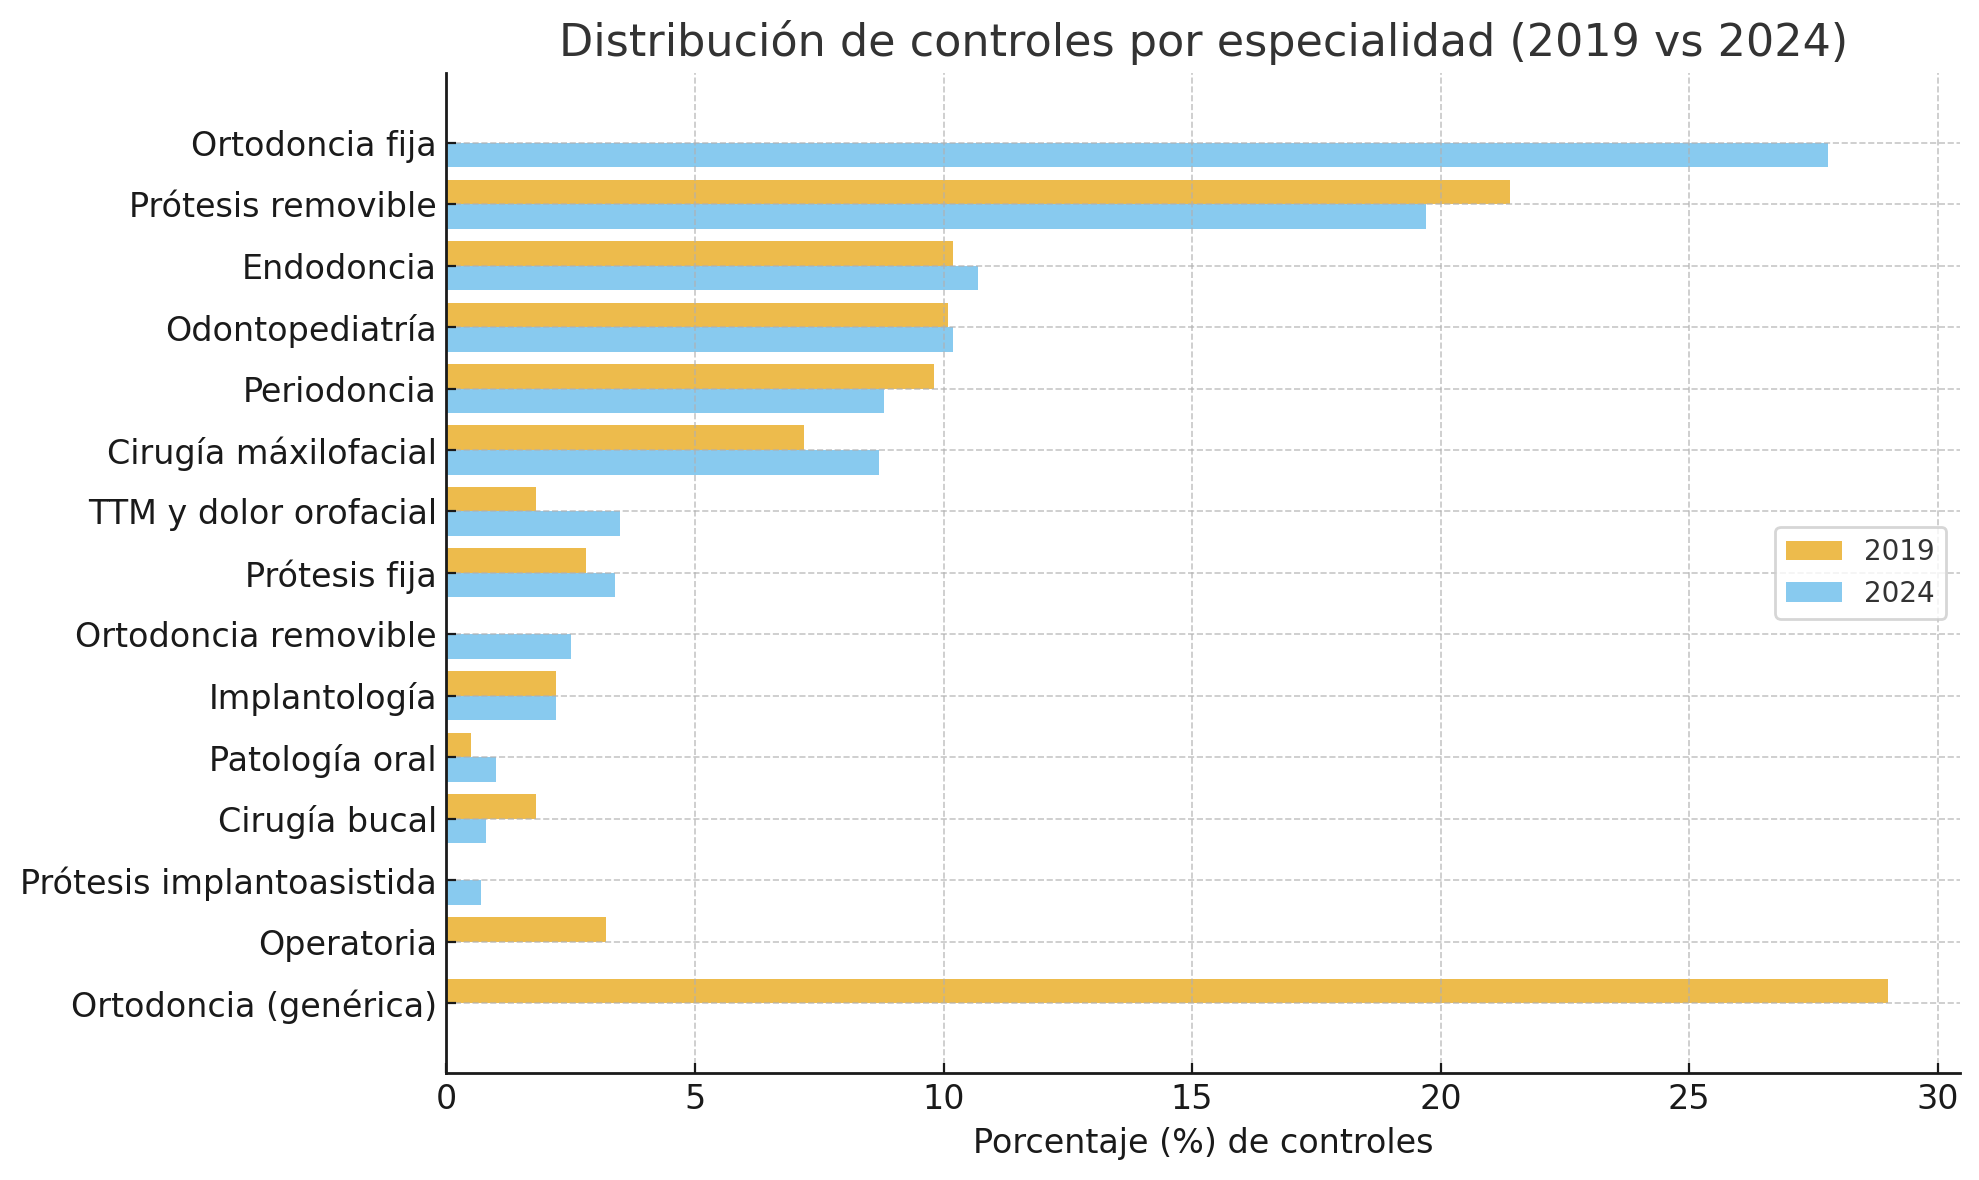 Distribución de controles por especialidad (2019 vs 2024)
Ortodoncia fija
Prótesis removible
Endodoncia
Odontopediatría
Periodoncia
Cirugía máxilofacial
TTM y dolor orofacial
Prótesis fija
Ortodoncia removible
Implantología
Patología oral
Cirugía bucal
Prótesis implantoasistida
Operatoria
Ortodoncia (genérica)
2019
2024
0 5 10 15 20 25 30
Porcentaje (%) de controles